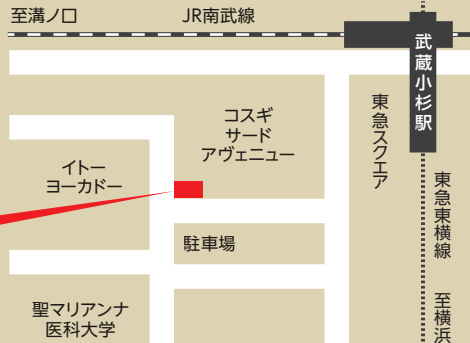 至溝ノ口
JR南武線
武蔵小杉駅
コスギ
サード
アヴェニュー
東急スクエア
イトー
ヨーカドー
東急東横線
駐車場
至横浜
聖マリアンナ
医科大学